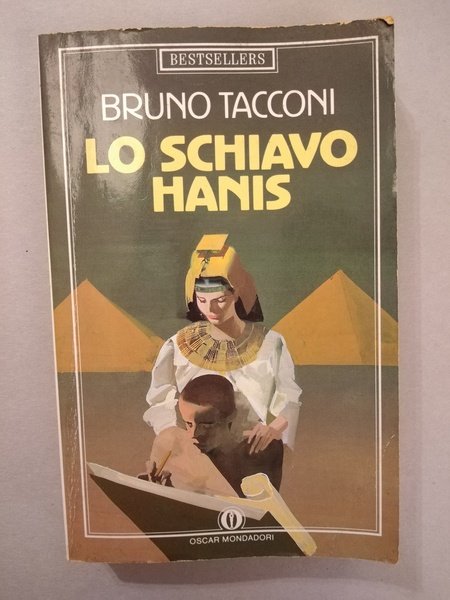 BESTSELLERS
BRUNO TACCONI
LO SCHIAVO
HANIS
OSCAR MONDADORI